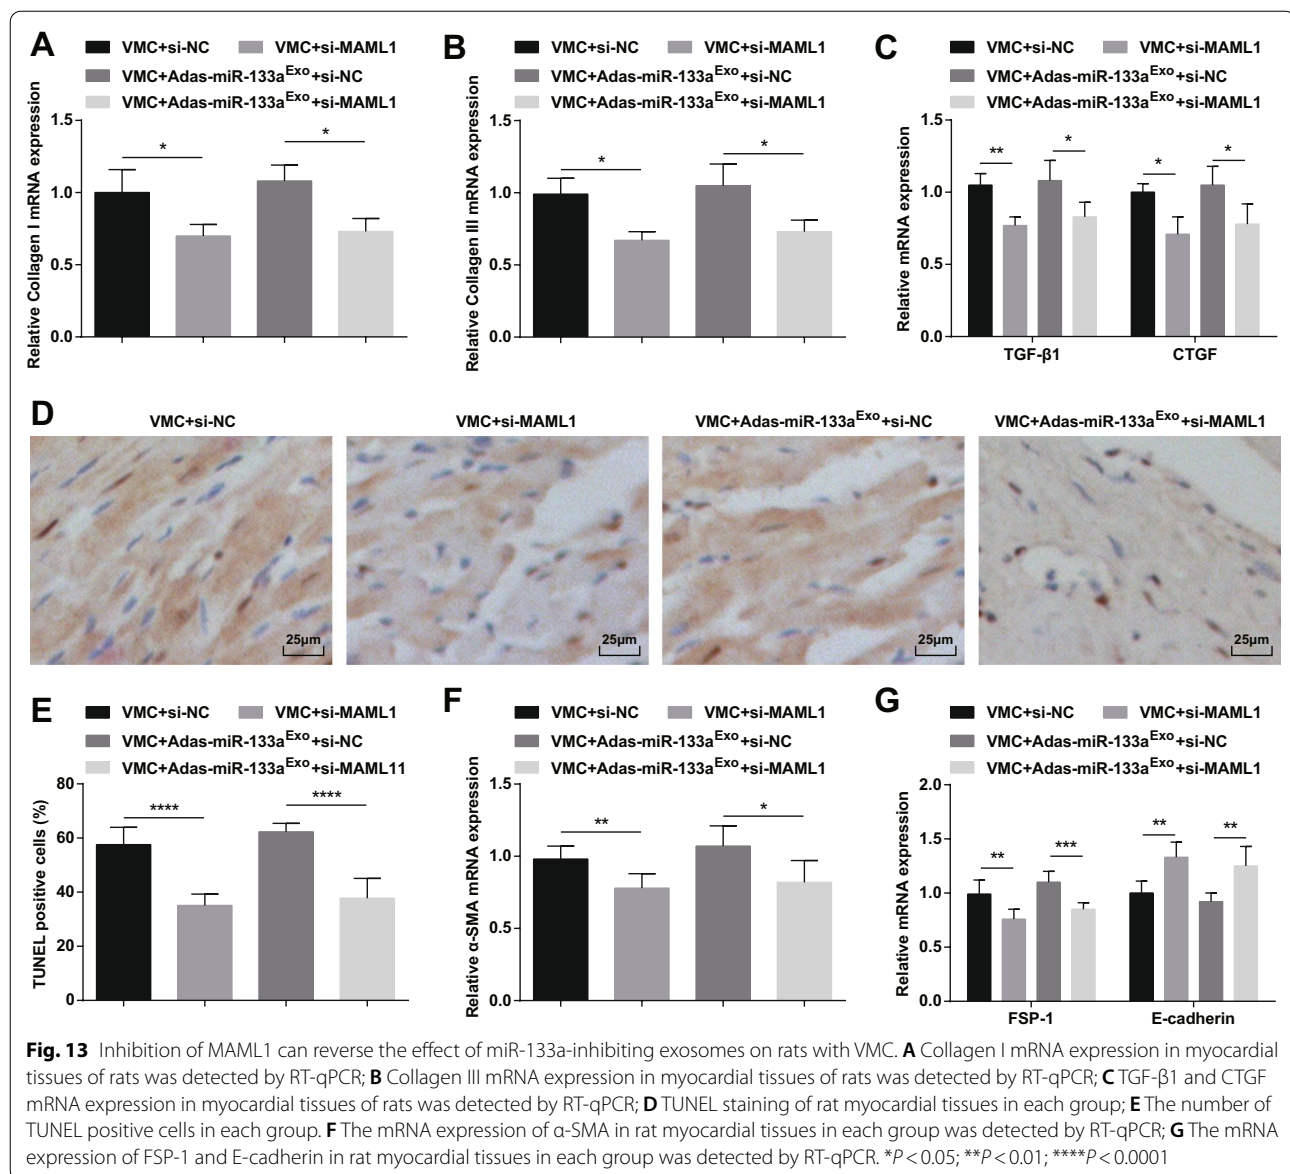 A
VMC+si-NC VMC+si-MAML1
VMC+Adas-miR-133aExo+si-NC
VMC+Adas-miR-133aExo+si-MAML1
Relative Collagen I mRNA expression
1.5
1.0
0.5
0.0
*
*
B
VMC+si-NC VMC+si-MAML1
VMC+Adas-miR-133aExo+si-NC
VMC+Adas-miR-133aExo+si-MAML1
Relative Collagen III mRNA expression
1.5
1.0
0.5
0.0
*
*
C
VMC+si-NC VMC+si-MAML1
VMC+Adas-miR-133aExo+si-NC
VMC+Adas-miR-133aExo+si-MAML1
Relative mRNA expression
1.5
1.0
0.5
0.0
**
*
*
*
TGF-β1 CTGF
D
VMC+si-NC VMC+si-MAML1 VMC+Adas-miR-133aExo+si-NC VMC+Adas-miR-133aExo+si-MAML1
25μm 25μm 25μm 25μm
E
VMC+si-NC VMC+si-MAML1
VMC+Adas-miR-133aExo+si-NC
VMC+Adas-miR-133aExo+si-MAML11
TUNEL positive cells (%)
80
60
40
20
0
****
****
F
VMC+si-NC VMC+si-MAML1
VMC+Adas-miR-133aExo+si-NC
VMC+Adas-miR-133aExo+si-MAML1
Relative α-SMA mRNA expression
1.5
1.0
0.5
0.0
**
*
G
VMC+si-NC VMC+si-MAML1
VMC+Adas-miR-133aExo+si-NC
VMC+Adas-miR-133aExo+si-MAML1
Relative mRNA expression
2.0
1.5
1.0
0.5
0.0
**
***
**
**
FSP-1 E-cadherin
Fig. 13 Inhibition of MAML1 can reverse the effect of miR-133a-inhibiting exosomes on rats with VMC. A Collagen I mRNA expression in myocardial
tissues of rats was detected by RT-qPCR; B Collagen III mRNA expression in myocardial tissues of rats was detected by RT-qPCR; C TGF-β1 and CTGF
mRNA expression in myocardial tissues of rats was detected by RT-qPCR; D TUNEL staining of rat myocardial tissues in each group; E The number of
TUNEL positive cells in each group. F The mRNA expression of α-SMA in rat myocardial tissues in each group was detected by RT-qPCR; G The mRNA
expression of FSP-1 and E-cadherin in rat myocardial tissues in each group was detected by RT-qPCR. *P < 0.05; **P < 0.01; ****P < 0.0001